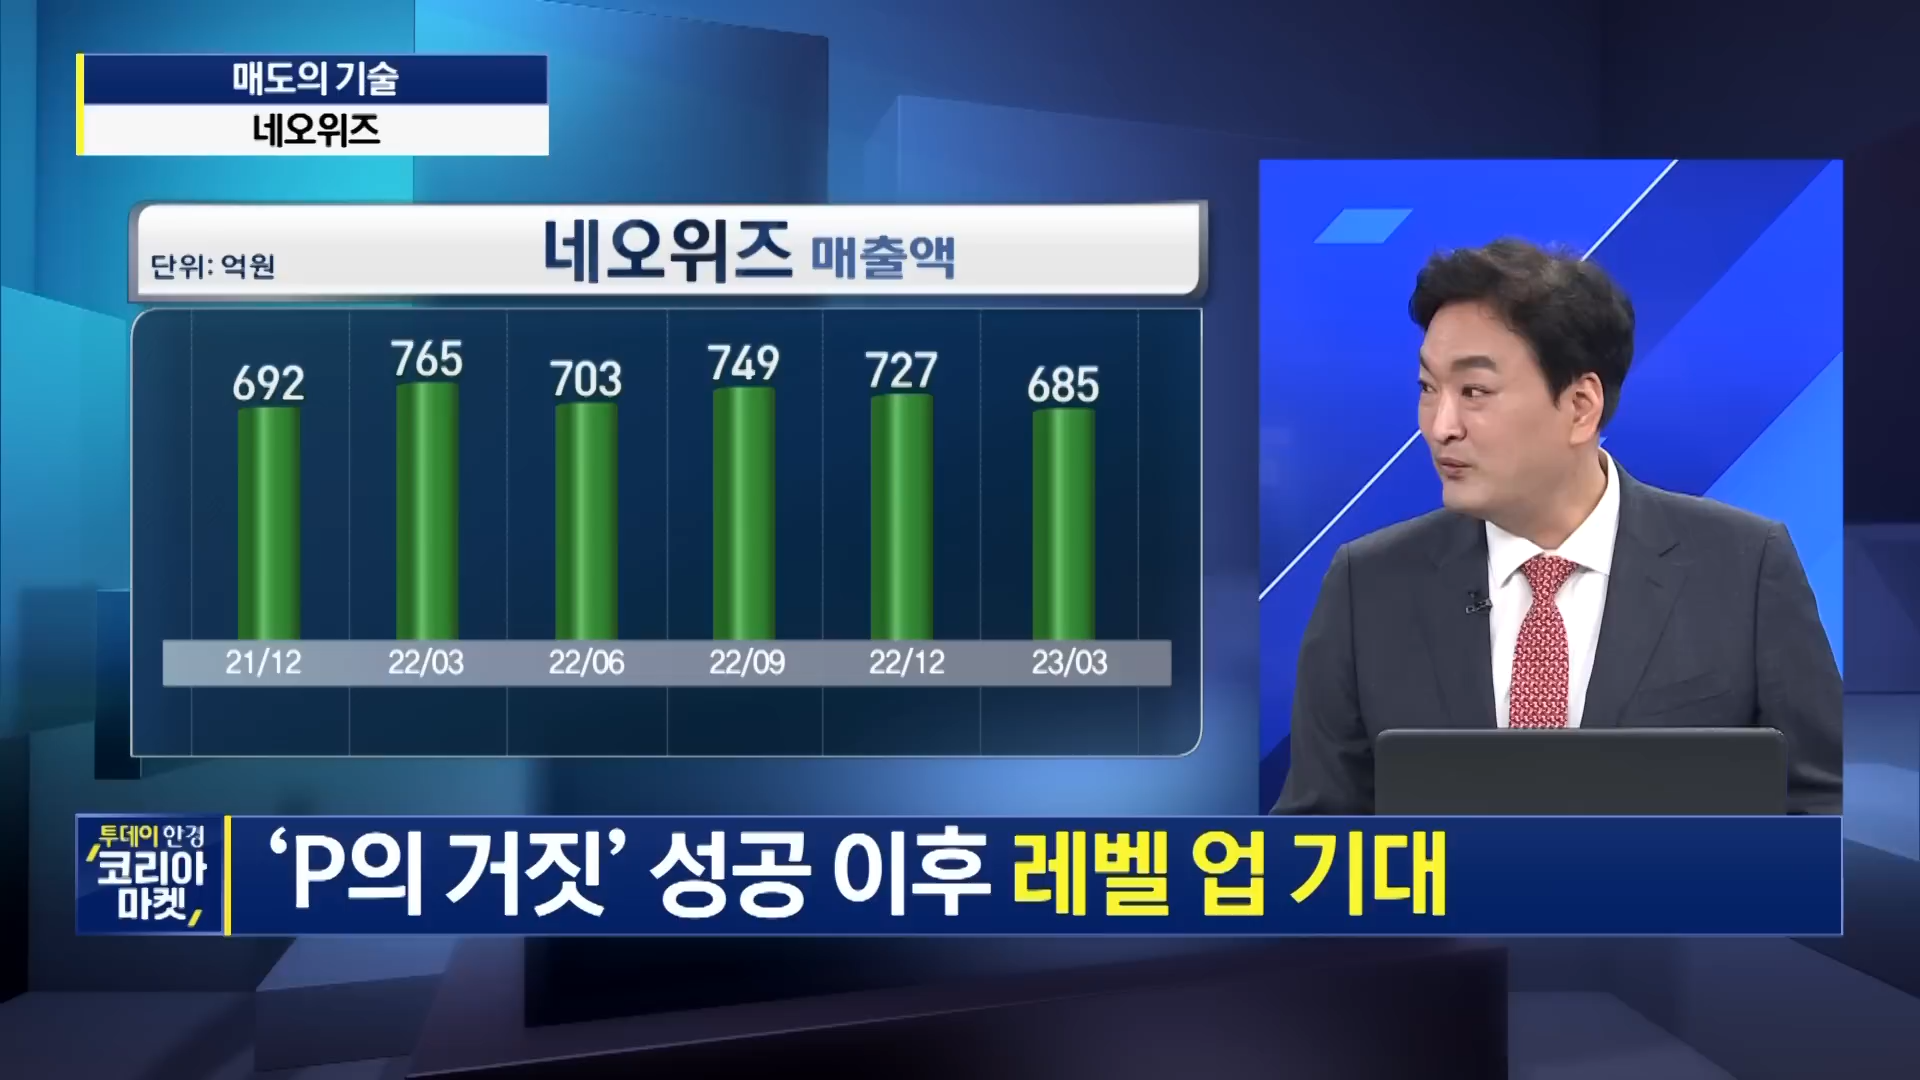 매도의 기술
네오위즈
단위: 억원
네오위즈 매출액
692
765
703
749
727
685
21/12
22/03
22/06
22/09
22/12
23/03
투데이 한경
코리아
마켓
‘P의 거짓’ 성공 이후 레벨 업 기대